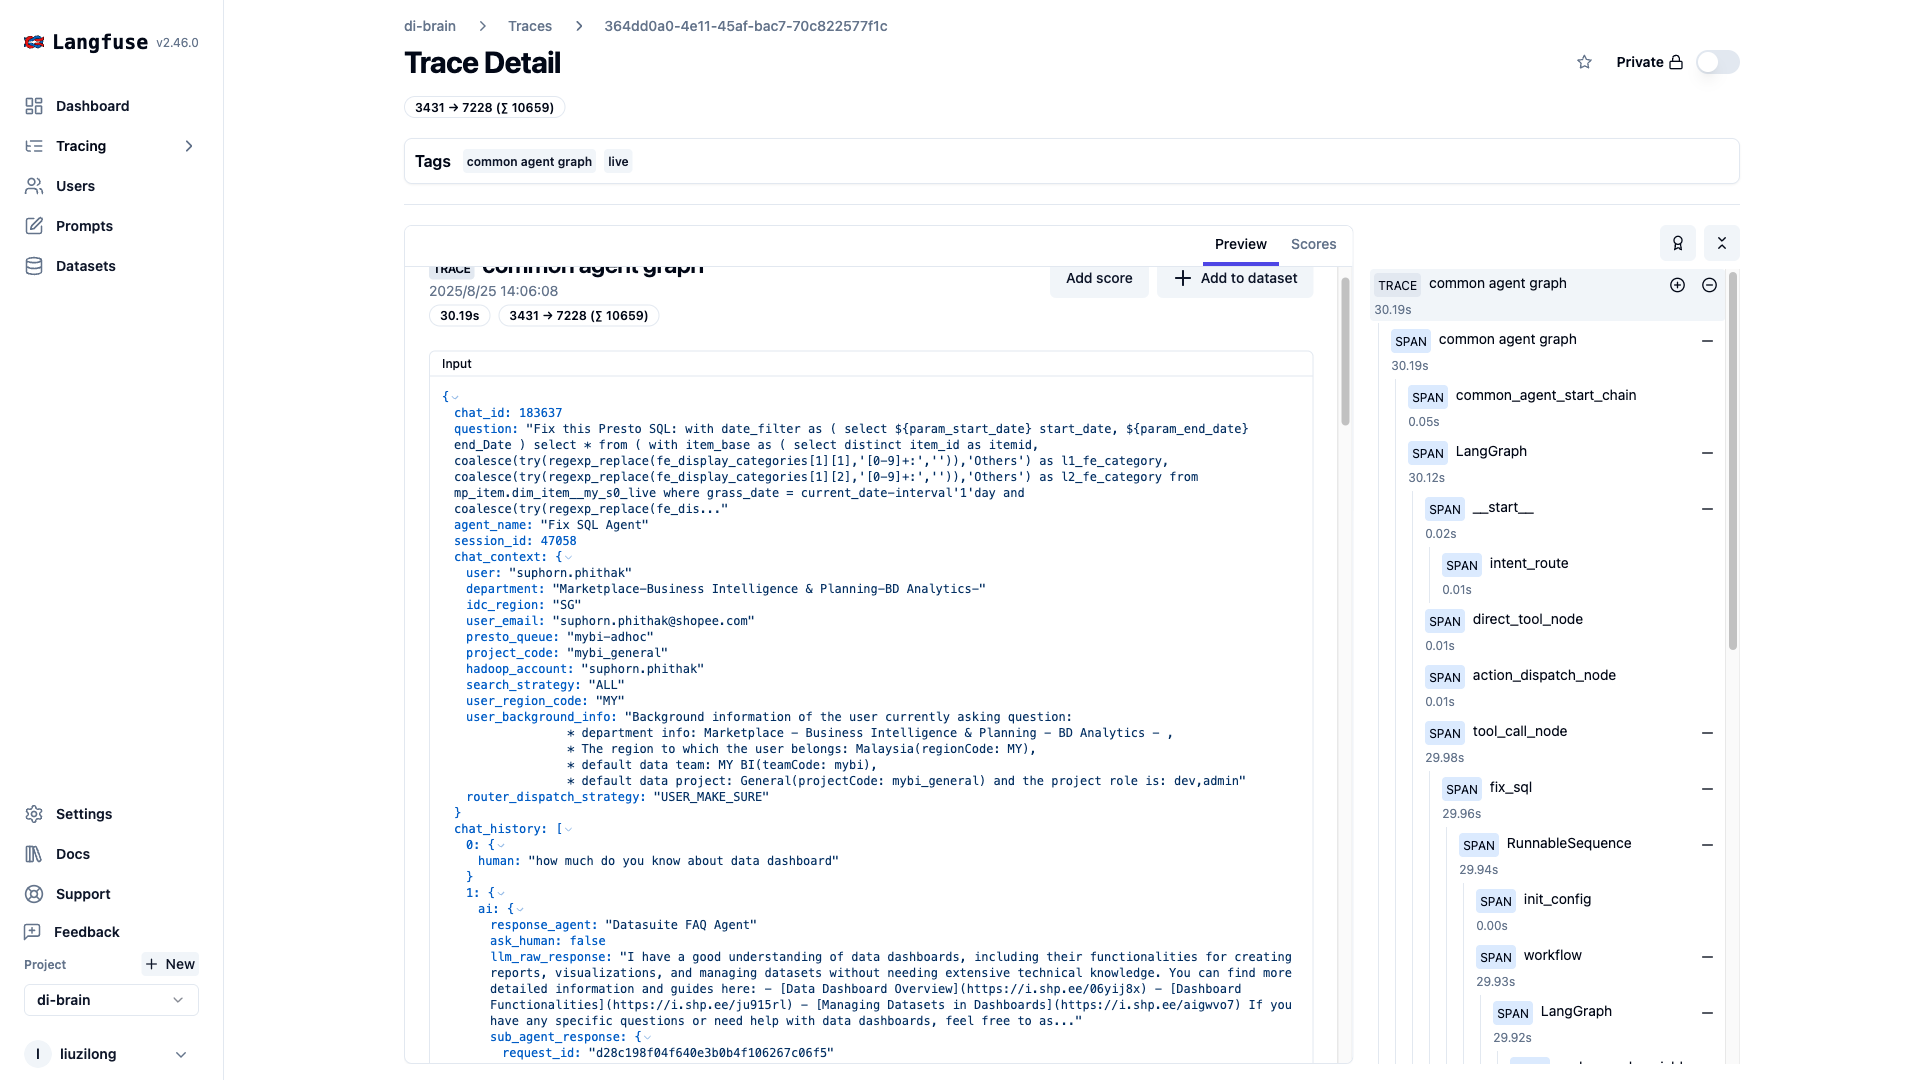 Langfuse v2.46.0
Dashboard
Tracing
Users
Prompts
Datasets
Settings
Docs
Support
Feedback
Project
New
di-brain
l
liuzilong
di-brain > Traces > 364dd0a0-4e11-45af-bac7-70c822577f1c
Trace Detail
Private
3431 → 7228 (∑ 10659)
Tags common agent graph live
Preview Scores
TRACE common agent graph
Add score
Add to dataset
2025/8/25 14:06:08
30.19s 3431 → 7228 (∑ 10659)
Input
{
chat_id: 183637
question: "Fix this Presto SQL: with date_filter as ( select ${param_start_date} start_date, ${param_end_date}
end_Date ) select * from ( with item_base as ( select distinct item_id as itemid,
coalesce(try(regexp_replace(fe_display_categories[1][1],'[0-9]+:','')),'Others') as l1_fe_category,
coalesce(try(regexp_replace(fe_display_categories[1][2],'[0-9]+:','')),'Others') as l2_fe_category from
mp_item.dim_item__my_s0_live where grass_date = current_date-interval'1'day and
coalesce(try(regexp_replace(fe_dis..."
agent_name: "Fix SQL Agent"
session_id: 47058
chat_context: {
user: "suphorn.phithak"
department: "Marketplace-Business Intelligence & Planning-BD Analytics-"
idc_region: "SG"
user_email: "suphorn.phithak@shopee.com"
presto_queue: "mybi-adhoc"
project_code: "mybi_general"
hadoop_account: "suphorn.phithak"
search_strategy: "ALL"
user_region_code: "MY"
user_background_info: "Background information of the user currently asking question:
* department info: Marketplace - Business Intelligence & Planning - BD Analytics - ,
* The region to which the user belongs: Malaysia(regionCode: MY),
* default data team: MY BI(teamCode: mybi),
* default data project: General(projectCode: mybi_general) and the project role is: dev,admin"
router_dispatch_strategy: "USER_MAKE_SURE"
}
chat_history: [
0: {
human: "how much do you know about data dashboard"
}
1: {
ai: {
response_agent: "Datasuite FAQ Agent"
ask_human: false
llm_raw_response: "I have a good understanding of data dashboards, including their functionalities for creating
reports, visualizations, and managing datasets without needing extensive technical knowledge. You can find more
detailed information and guides here: - [Data Dashboard Overview](https://i.shp.ee/06yij8x) - [Dashboard
Functionalities](https://i.shp.ee/ju915rl) - [Managing Datasets in Dashboards](https://i.shp.ee/aigwvo7) If you
have any specific questions or need help with data dashboards, feel free to as..."
sub_agent_response: {
request_id: "d28c198f04f640e3b0b4f106267c06f5"
TRACE common agent graph
30.19s
SPAN common agent graph
30.19s
SPAN common_agent_start_chain
0.05s
SPAN LangGraph
30.12s
SPAN __start__
0.02s
SPAN intent_route
0.01s
SPAN direct_tool_node
0.01s
SPAN action_dispatch_node
0.01s
SPAN tool_call_node
29.98s
SPAN fix_sql
29.96s
SPAN RunnableSequence
29.94s
SPAN init_config
0.00s
SPAN workflow
29.93s
SPAN LangGraph
29.92s